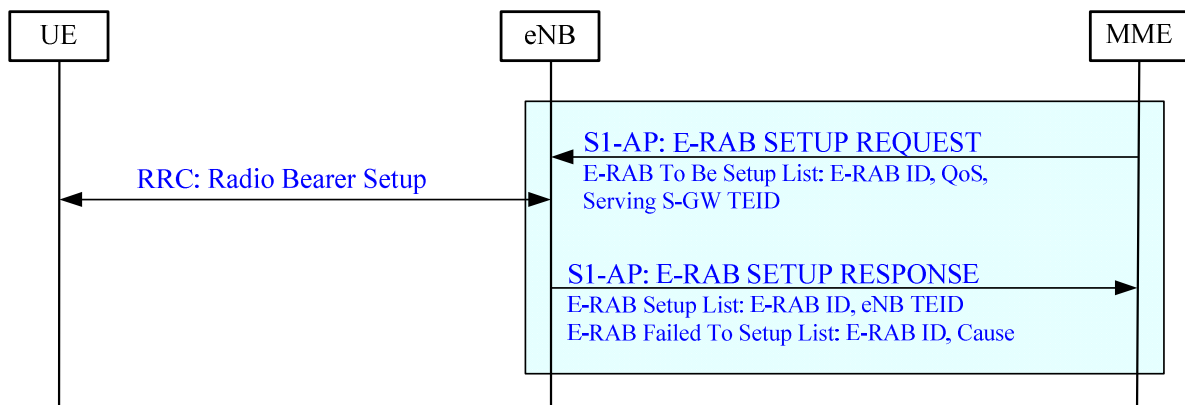 UE
eNB
MME
S1-AP: E-RAB SETUP REQUEST
E-RAB To Be Setup List: E-RAB ID, QoS,
Serving S-GW TEID
RRC: Radio Bearer Setup
S1-AP: E-RAB SETUP RESPONSE
E-RAB Setup List: E-RAB ID, eNB TEID
E-RAB Failed To Setup List: E-RAB ID, Cause